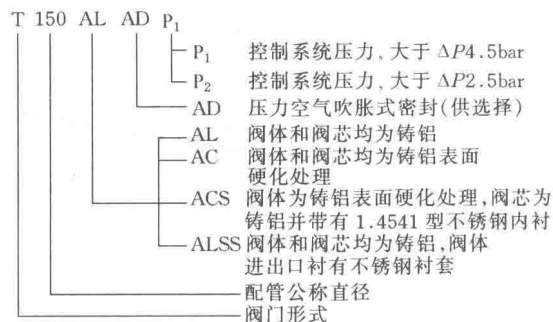 T 150 AL AD P₁
P₁ 控制系统压力,大于 ΔP4.5bar
P₂ 控制系统压力,大于 ΔP2.5bar
AD 压力空气吹胀式密封(供选择)
AL 阀体和阀芯均为铸铝
AC 阀体和阀芯均为铸铝表面
硬化处理
ACS 阀体为铸铝表面硬化处理,阀芯为
铸铝并带有 1.4541 型不锈钢内衬
ALSS 阀体和阀芯均为铸铝,阀体
进出口衬有不锈钢衬套
配管公称直径
阀门形式